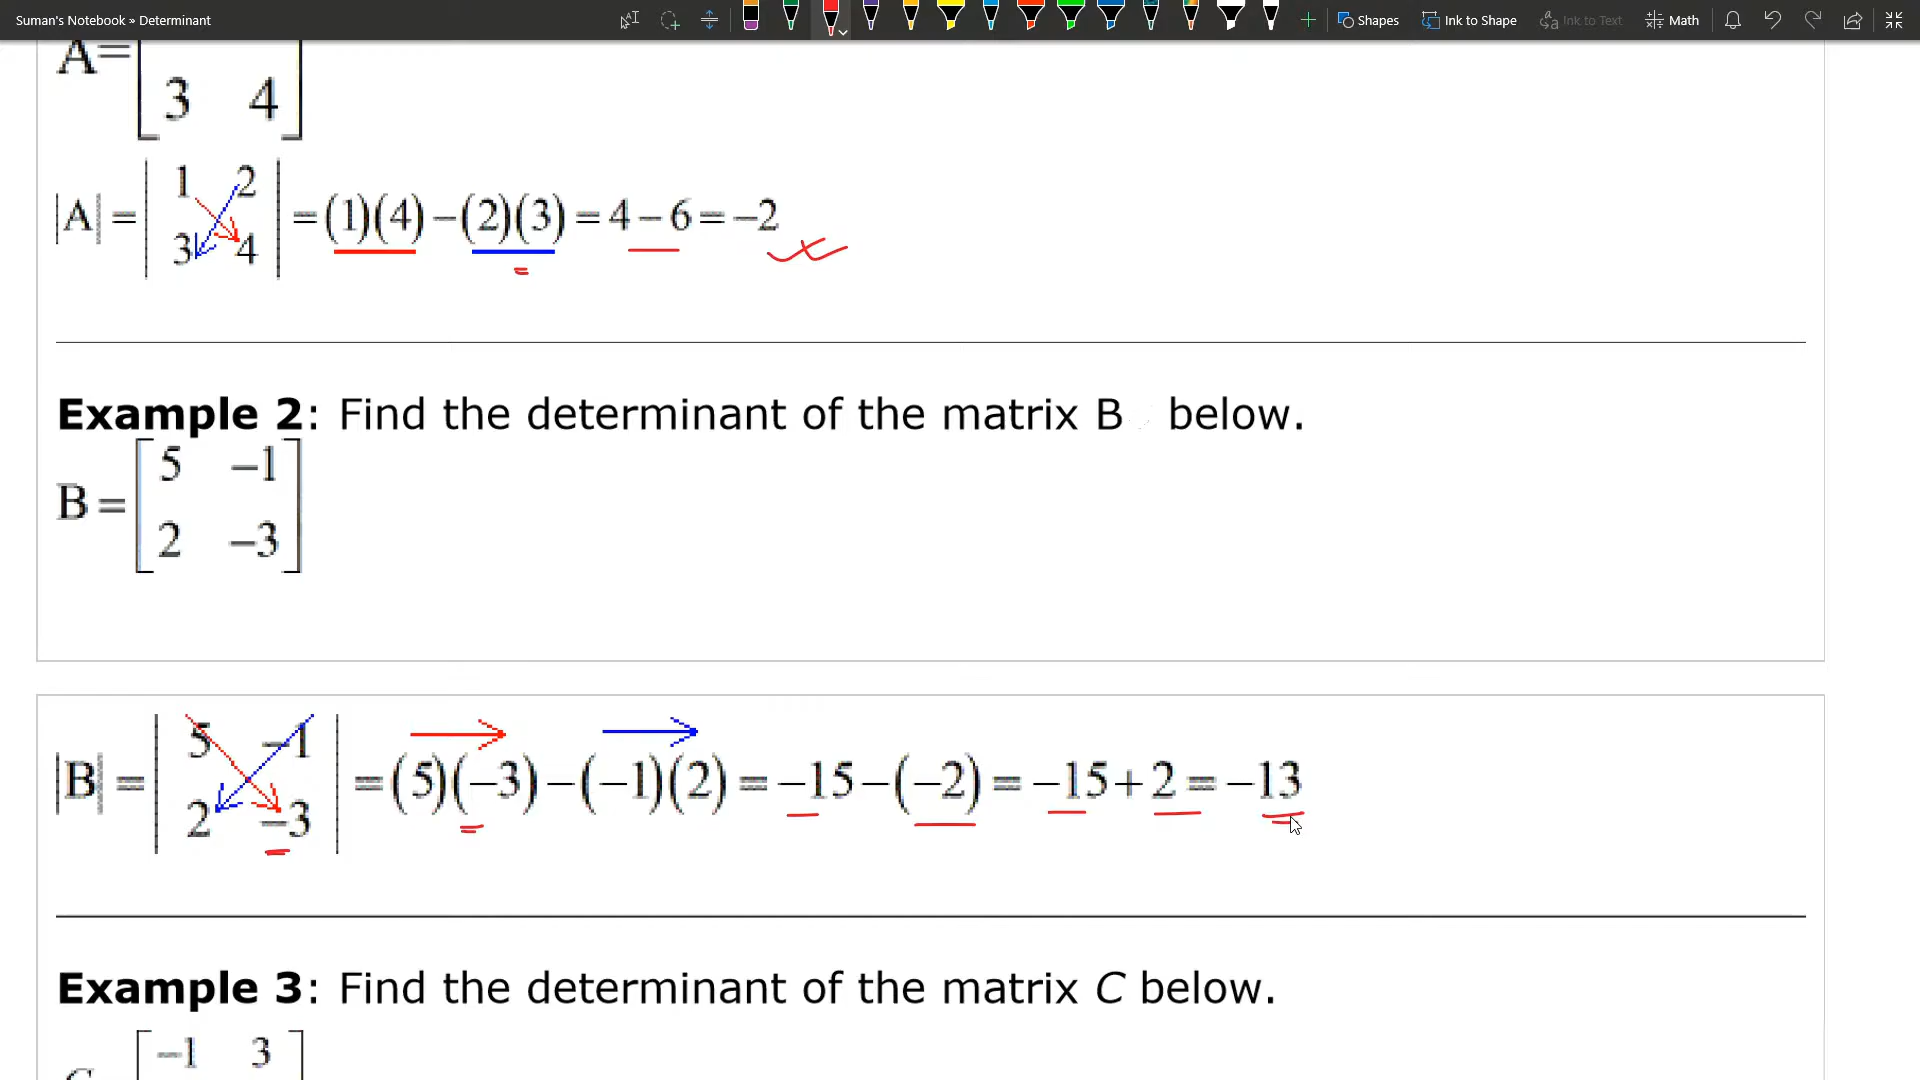 Suman's Notebook » Determinant
Shapes Ink to Shape Ink to Text Math
A=
3 4
|A| = | 1 2 | = (1)(4) − (2)(3) = 4 − 6 = −2
3 4
Example 2: Find the determinant of the matrix B below.
5 −1
B =
2 −3
5 −1
|B| = = (5)(−3) − (−1)(2) = −15 − (−2) = −15 + 2 = −13
2 −3
Example 3: Find the determinant of the matrix C below.
−1 3